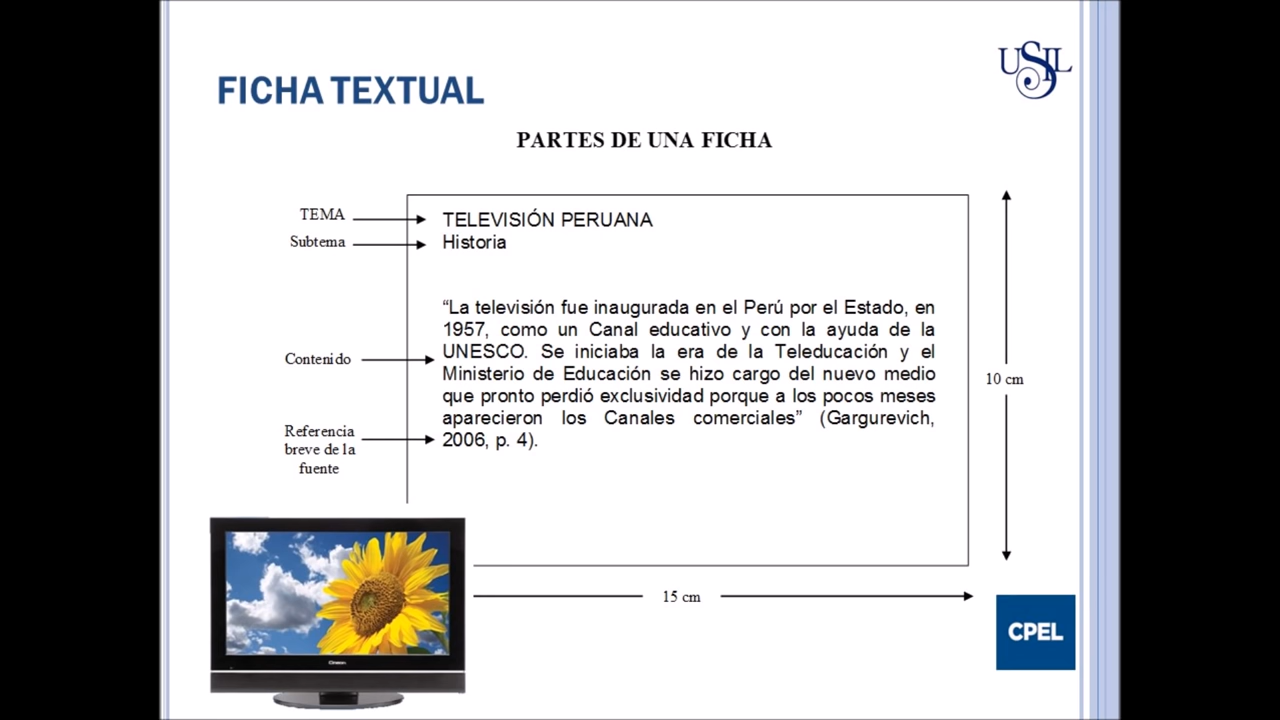 USIL
FICHA TEXTUAL
PARTES DE UNA FICHA
TEMA
TELEVISIÓN PERUANA
Subtema
Historia
“La televisión fue inaugurada en el Perú por el Estado, en
1957, como un Canal educativo y con la ayuda de la
UNESCO. Se iniciaba la era de la Teleducación y el
Ministerio de Educación se hizo cargo del nuevo medio
que pronto perdió exclusividad porque a los pocos meses
aparecieron los Canales comerciales” (Gargurevich,
2006, p. 4).
Contenido
Referencia
breve de la
fuente
10 cm
15 cm
CPEL